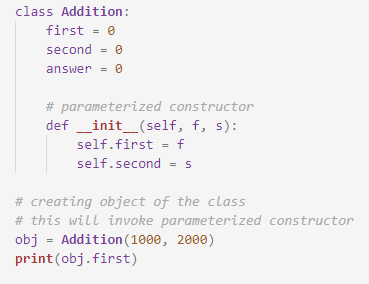 class Addition:
    first = 0
    second = 0
    answer = 0

    # parameterized constructor
    def __init__(self, f, s):
        self.first = f
        self.second = s

# creating object of the class
# this will invoke parameterized constructor
obj = Addition(1000, 2000)
print(obj.first)